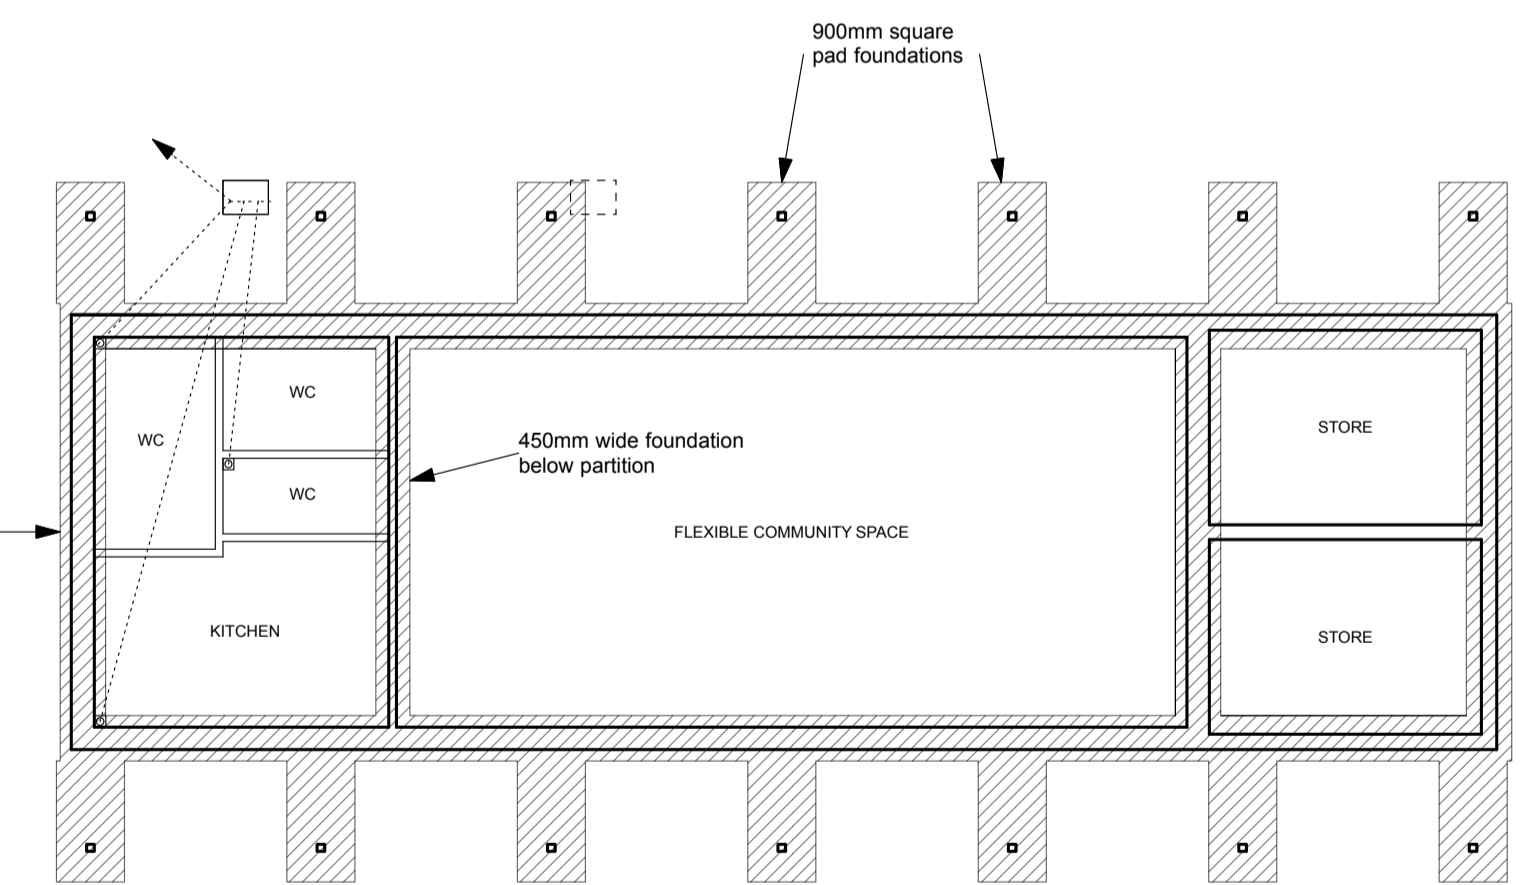 900mm square
pad foundations
WC
WC
450mm wide foundation
below partition
WC
STORE
FLEXIBLE COMMUNITY SPACE
KITCHEN
STORE